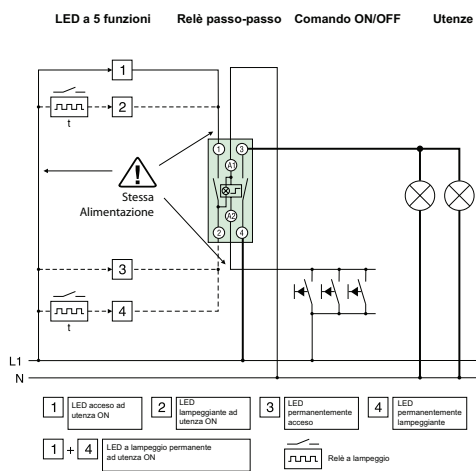 LED a 5 funzioni Relè passo-passo Comando ON/OFF Utenze
1
t
2
1 3
A1
Stessa
Alimentazione
A2
2 4
3
t
4
L1
N
1 LED acceso ad
utenza ON
2 LED
lampeggiante ad
utenza ON
3 LED
permanentemente
acceso
4 LED
permanentemente
lampeggiante
1 + 4 LED a lampeggio permanente
ad utenza ON
Relè a lampeggio